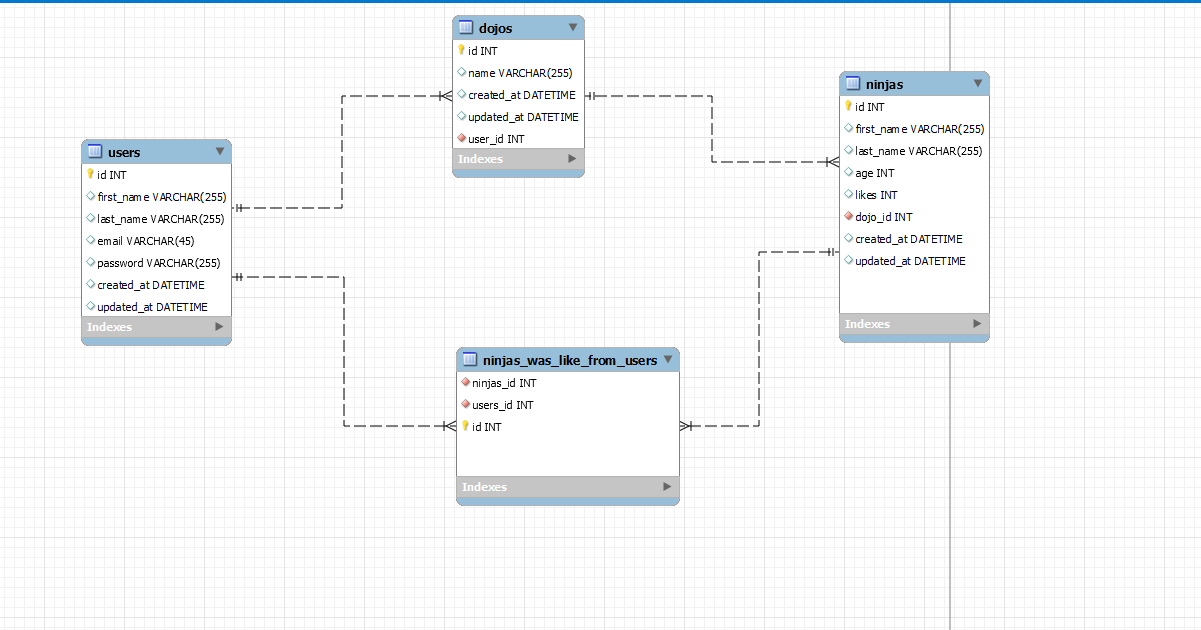 dojos
id INT
name VARCHAR(255)
created_at DATETIME
updated_at DATETIME
user_id INT
Indexes
ninjas
id INT
first_name VARCHAR(255)
last_name VARCHAR(255)
age INT
likes INT
dojo_id INT
created_at DATETIME
updated_at DATETIME
Indexes
users
id INT
first_name VARCHAR(255)
last_name VARCHAR(255)
email VARCHAR(45)
password VARCHAR(255)
created_at DATETIME
updated_at DATETIME
Indexes
ninjas_was_like_from_users
ninjas_id INT
users_id INT
id INT
Indexes